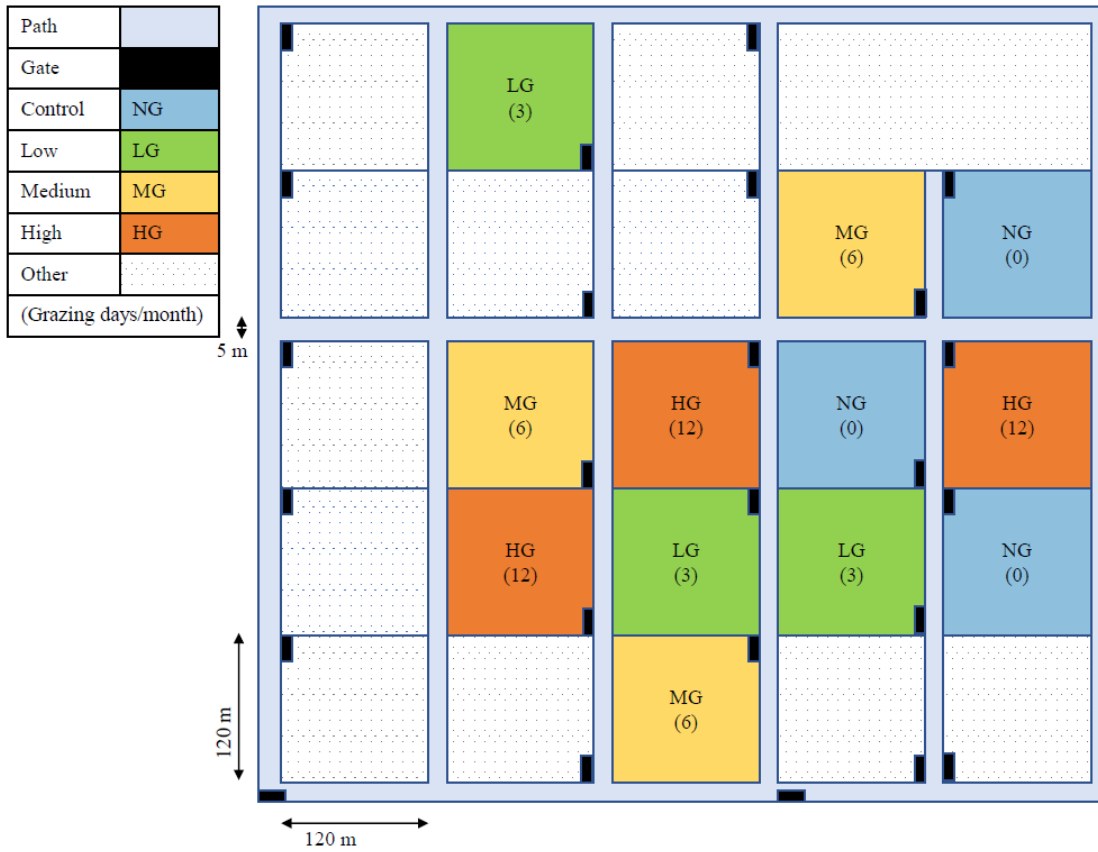 Path
Gate
Control NG
Low LG
Medium MG
High HG
Other
(Grazing days/month)
5 m
LG
(3)
MG
(6)
NG
(0)
MG
(6)
HG
(12)
NG
(0)
HG
(12)
HG
(12)
LG
(3)
LG
(3)
NG
(0)
MG
(6)
120 m
120 m